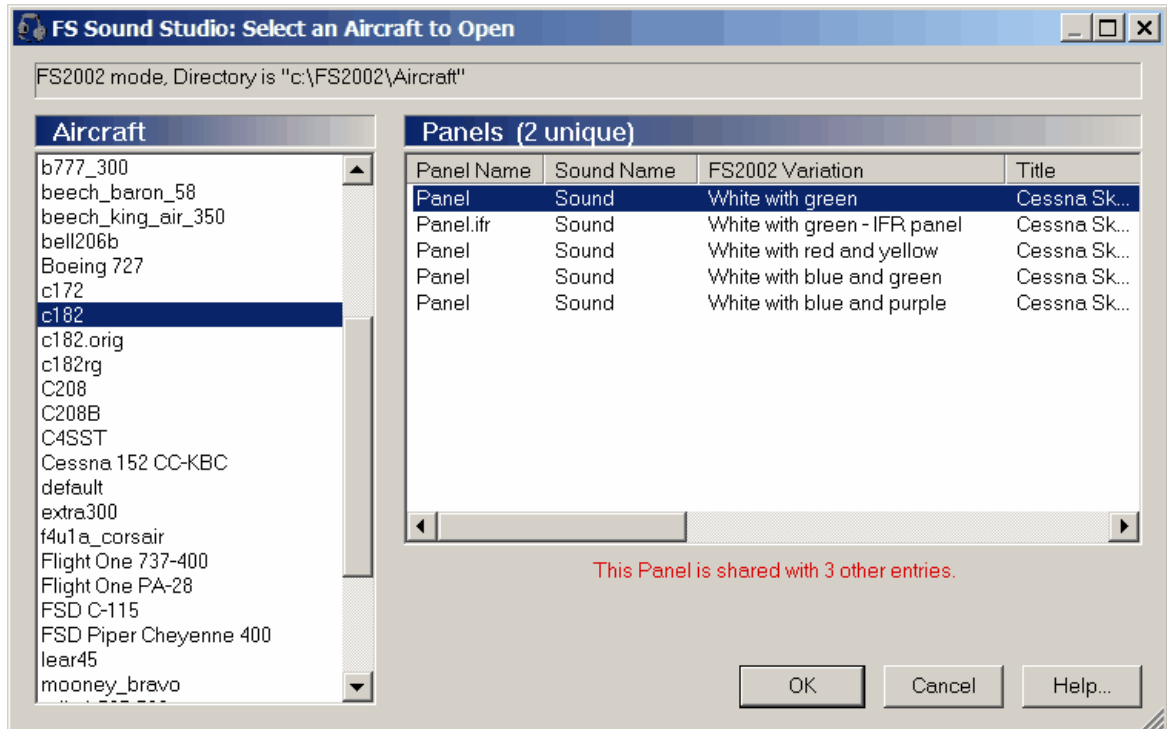 FS Sound Studio: Select an Aircraft to Open
FS2002 mode, Directory is "c:\FS2002\Aircraft"
Aircraft
b777_300
beech_baron_58
beech_king_air_350
bell206b
Boeing 727
c172
c182
c182.orig
c182rg
C208
C208B
C4SST
Cessna 152 CC-KBC
default
extra300
f4u1a_corsair
Flight One 737-400
Flight One PA-28
FSD C-115
FSD Piper Cheyenne 400
lear45
mooney_bravo
Panels (2 unique)
Panel Name Sound Name FS2002 Variation Title
Panel Sound White with green Cessna Sk...
Panel.ifr Sound White with green - IFR panel Cessna Sk...
Panel Sound White with red and yellow Cessna Sk...
Panel Sound White with blue and green Cessna Sk...
Panel Sound White with blue and purple Cessna Sk...
This Panel is shared with 3 other entries.
OK Cancel Help...